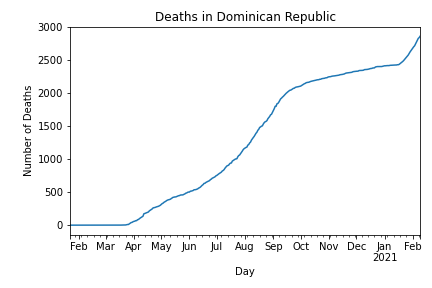 Deaths in Dominican Republic
3000
2500
2000
1500
1000
500
0
Number of Deaths
Feb Mar Apr May Jun Jul Aug Sep Oct Nov Dec Jan Feb
2021
Day